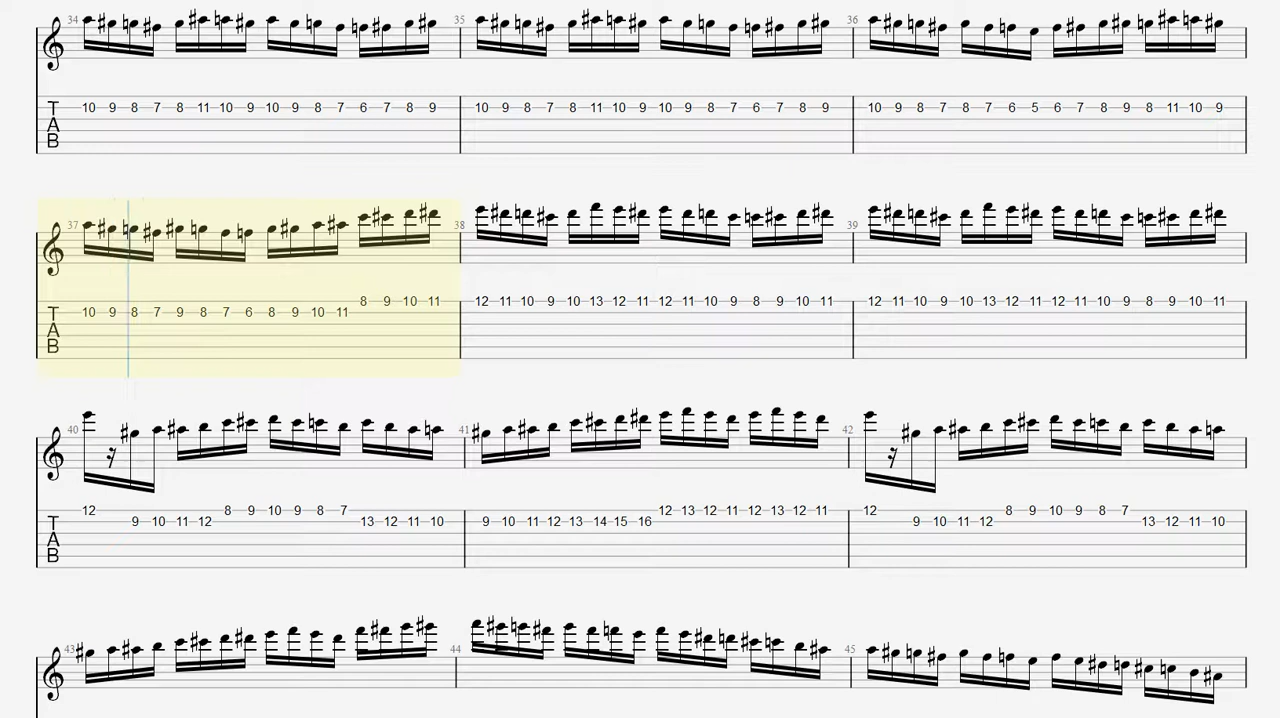 34 35 36
10 9 8 7 8 11 10 9 10 9 8 7 6 7 8 9 10 9 8 7 8 11 10 9 10 9 8 7 6 7 8 9 10 9 8 7 8 7 6 5 6 7 8 9 8 11 10 9
T
A
B
37 38 39
8 9 10 11 12 11 10 9 10 13 12 11 12 11 10 9 8 9 10 11 12 11 10 9 10 13 12 11 12 11 10 9 8 9 10 11
T 10 9 8 7 9 8 7 6 8 9 10 11
A
B
40 41 42
12 8 9 10 9 8 7 12 13 12 11 12 13 12 11 12 8 9 10 9 8 7
T 9 10 11 12 13 12 11 10 9 10 11 12 13 14 15 16 9 10 11 12 13 12 11 10
A
B
43 44 45